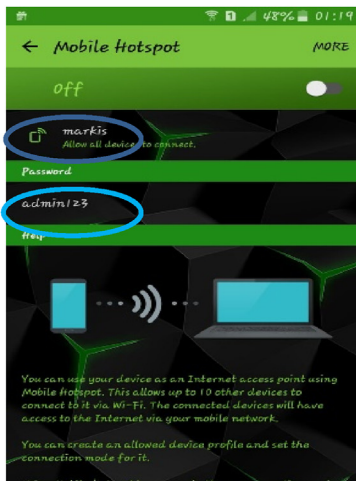 1 48% 01:19
← Mobile Hotspot MORE
Off
markis
Allow all devices to connect.
Password
admin123
Help
You can use your device as an Internet access point using
Mobile Hotspot. This allows up to 10 other devices to
connect to it via Wi-Fi. The connected devices will have
access to the Internet via your mobile network.
You can create an allowed device profile and set the
connection mode for it.